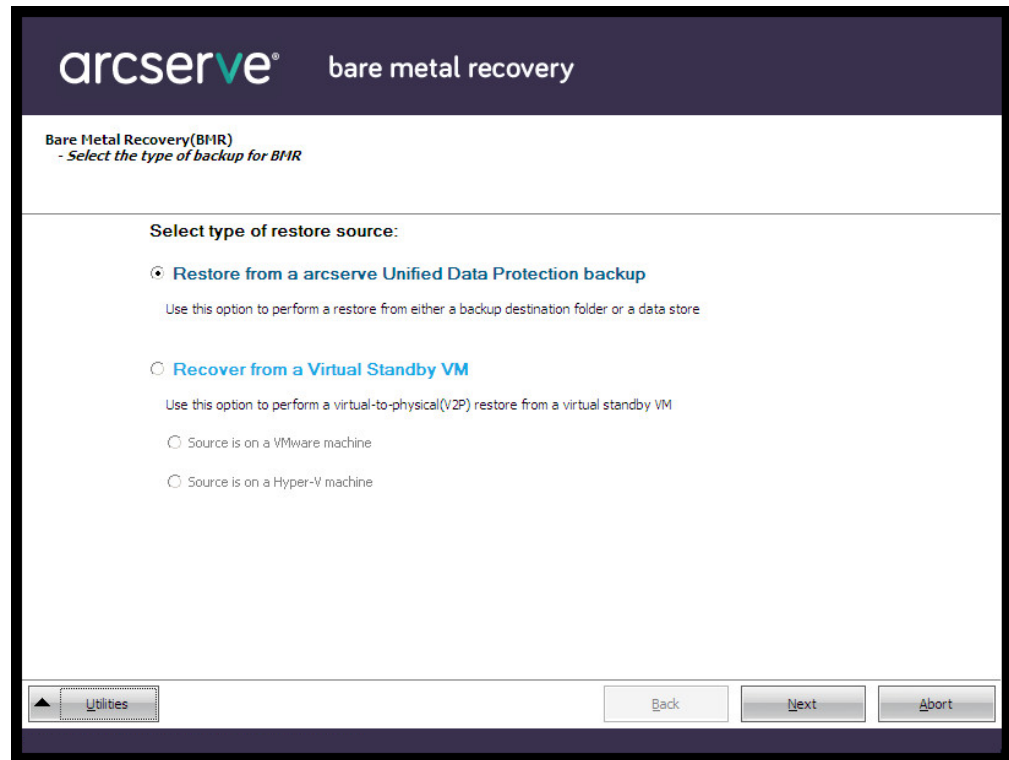 arcserve® bare metal recovery
Bare Metal Recovery(BMR)
- Select the type of backup for BMR
Select type of restore source:
Restore from a arcserve Unified Data Protection backup
Use this option to perform a restore from either a backup destination folder or a data store
Recover from a Virtual Standby VM
Use this option to perform a virtual-to-physical(V2P) restore from a virtual standby VM
Source is on a VMware machine
Source is on a Hyper-V machine
Utilities Back Next Abort